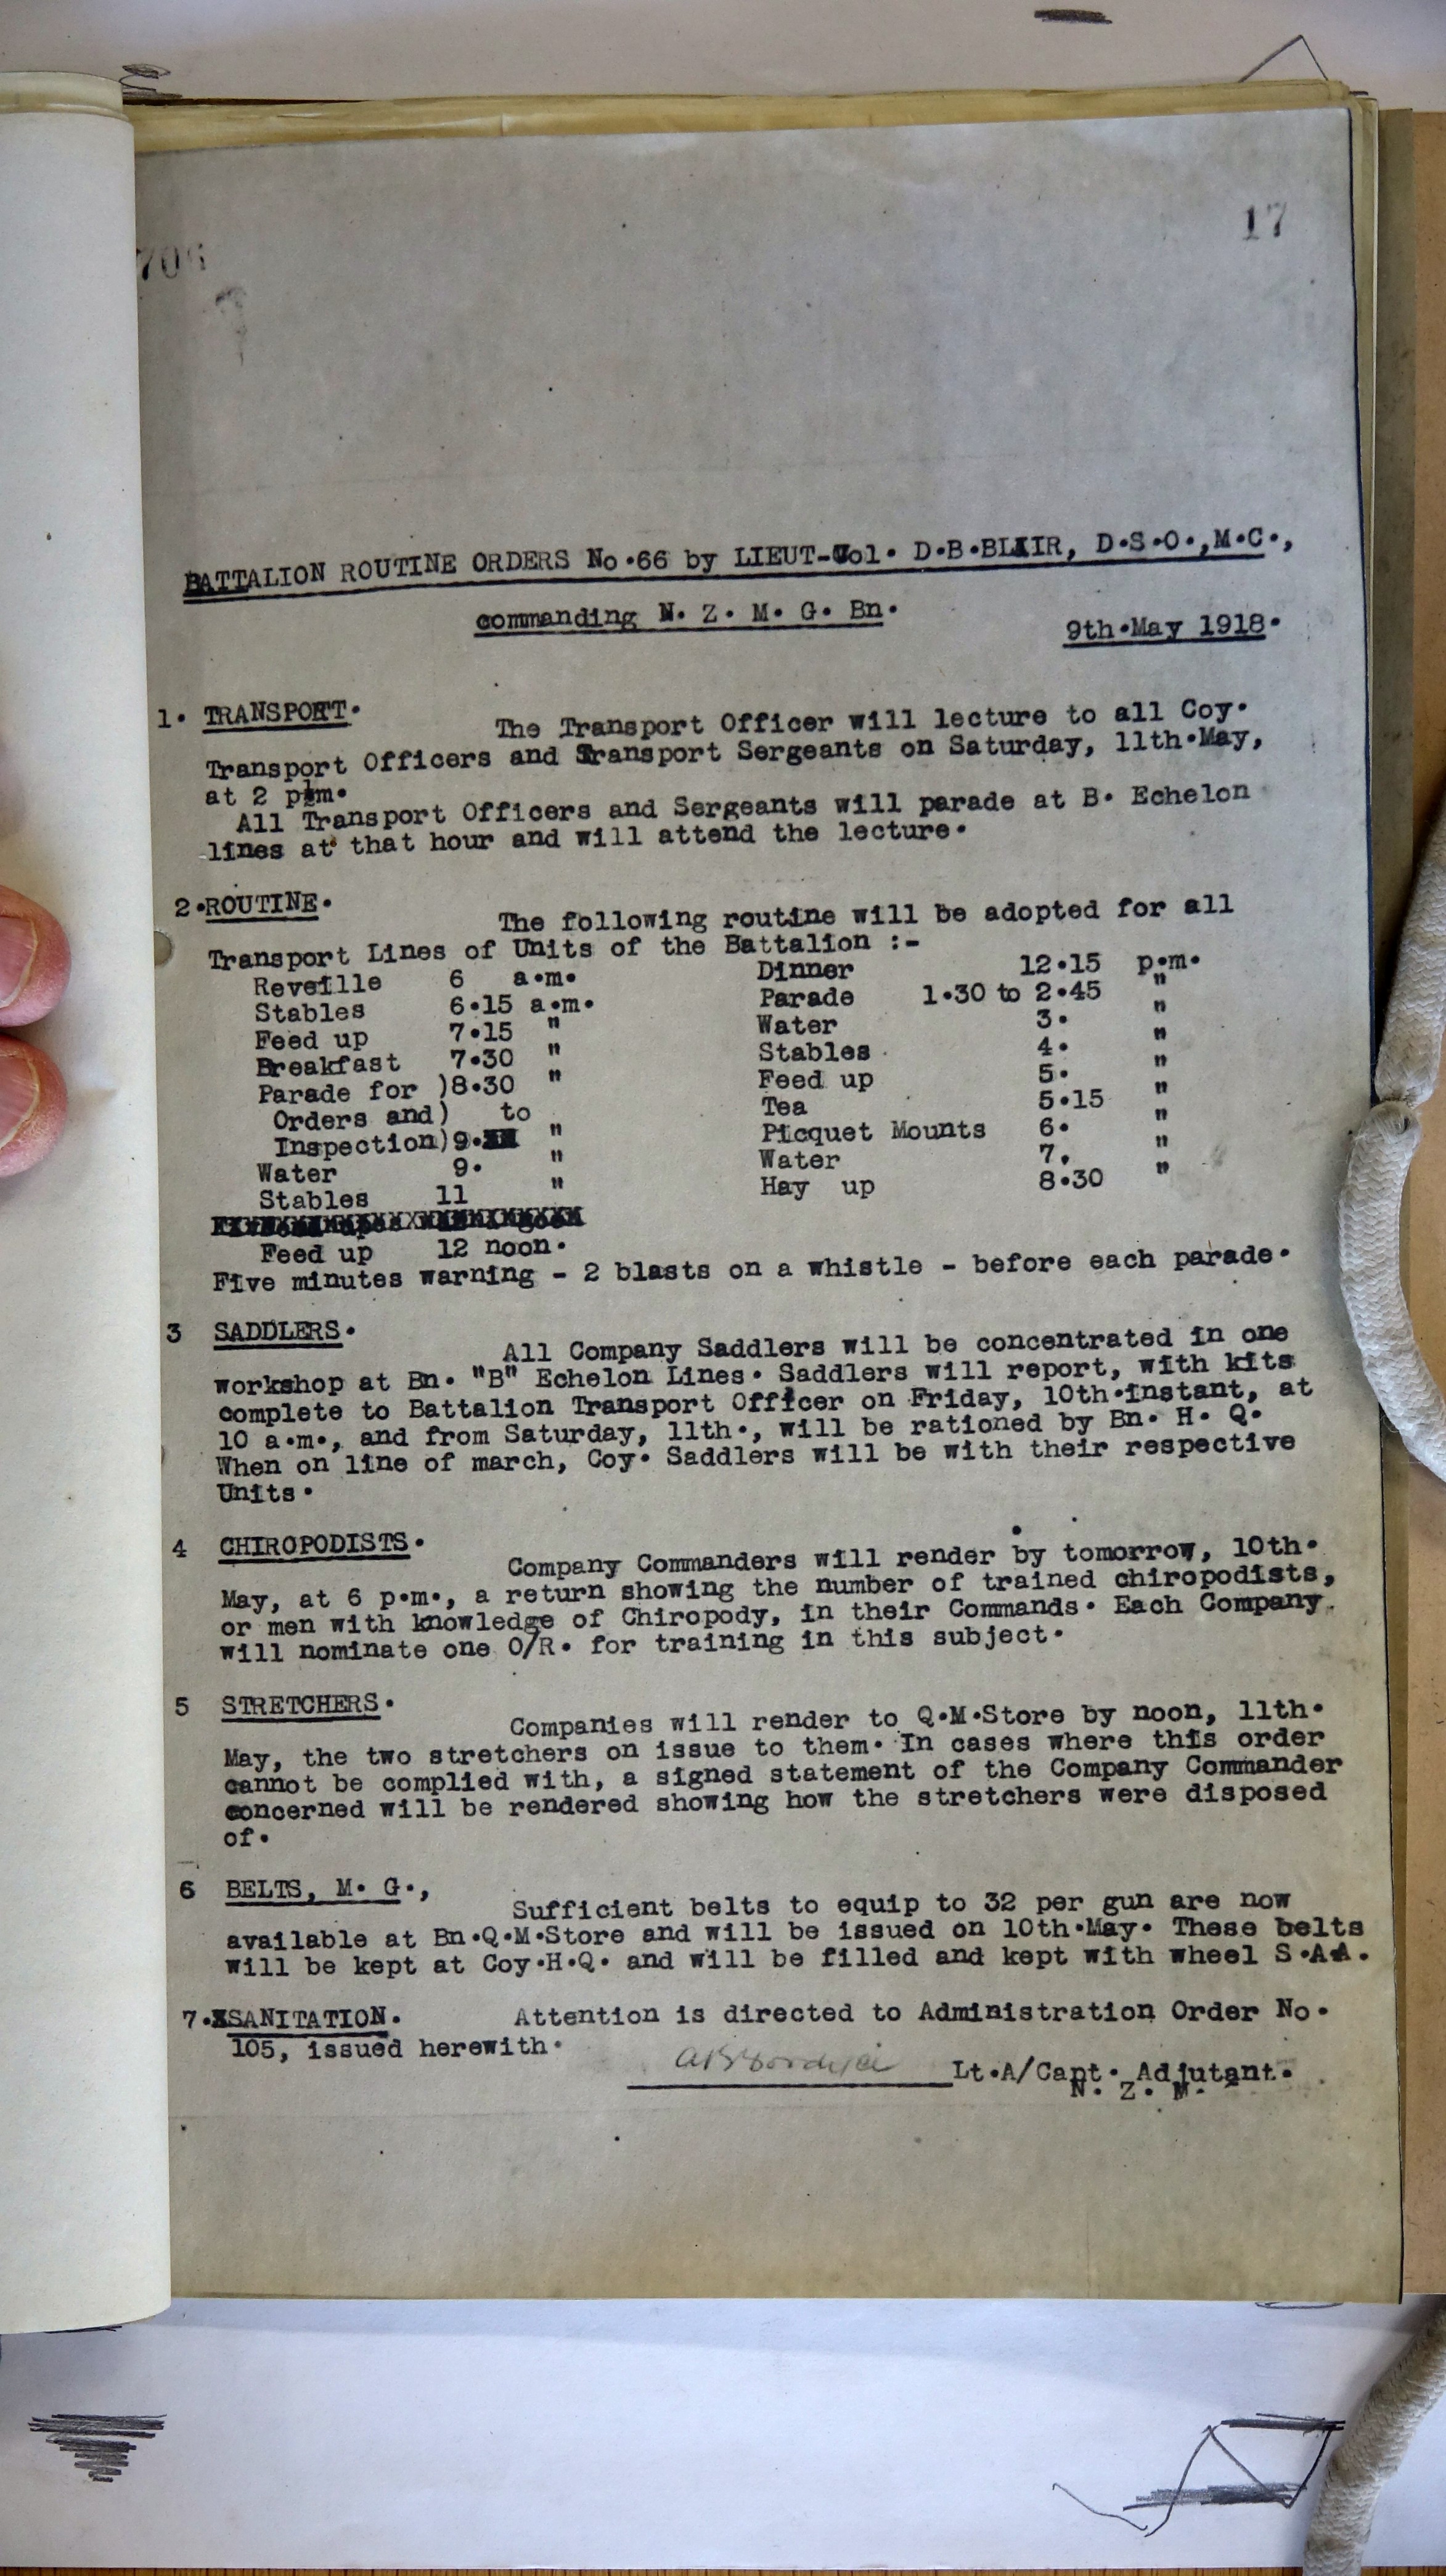 17
BATTALION ROUTINE ORDERS No.66 by LIEUT-Col. D.B.BLAIR, D.S.O.,M.C.,
commanding N. Z. M. G. Bn.
9th.May 1918.
1. TRANSPORT.
The Transport Officer will lecture to all Coy.
Transport Officers and Transport Sergeants on Saturday, 11th.May,
at 2 p.m.
All Transport Officers and Sergeants will parade at B. Echelon
lines at that hour and will attend the lecture.
2.ROUTINE.
The following routine will be adopted for all
Transport Lines of Units of the Battalion :-
Reveille 6 a.m. Dinner 12.15 p.m.
Stables 6.15 a.m. Parade 1.30 to 2.45 "
Feed up 7.15 " Water 3. "
Breakfast 7.30 " Stables 4. "
Parade for )8.30 " Feed up 5. "
Orders and) to Tea 5.15 "
Inspection)9. " Picquet Mounts 6. "
Water 9. " Water 7. "
Stables 11 " Hay up 8.30 "
Feed up 12 noon.
Five minutes warning - 2 blasts on a whistle - before each parade.
3 SADDLERS.
All Company Saddlers will be concentrated in one
workshop at Bn. "B" Echelon Lines. Saddlers will report, with kits
complete to Battalion Transport Officer on Friday, 10th.instant, at
10 a.m., and from Saturday, 11th., will be rationed by Bn. H. Q.
When on line of march, Coy. Saddlers will be with their respective
Units.
4 CHIROPODISTS.
Company Commanders will render by tomorrow, 10th.
May, at 6 p.m., a return showing the number of trained chiropodists,
or men with knowledge of Chiropody, in their Commands. Each Company
will nominate one O/R. for training in this subject.
5 STRETCHERS.
Companies will render to Q.M.Store by noon, 11th.
May, the two stretchers on issue to them. In cases where this order
cannot be complied with, a signed statement of the Company Commander
concerned will be rendered showing how the stretchers were disposed
of.
6 BELTS, M. G.,
Sufficient belts to equip to 32 per gun are now
available at Bn.Q.M.Store and will be issued on 10th.May. These belts
will be kept at Coy.H.Q. and will be filled and kept with wheel S.A.A.
7.SANITATION. Attention is directed to Administration Order No.
105, issued herewith.
Lt.A/Capt. Adjutant.
N. Z. M.